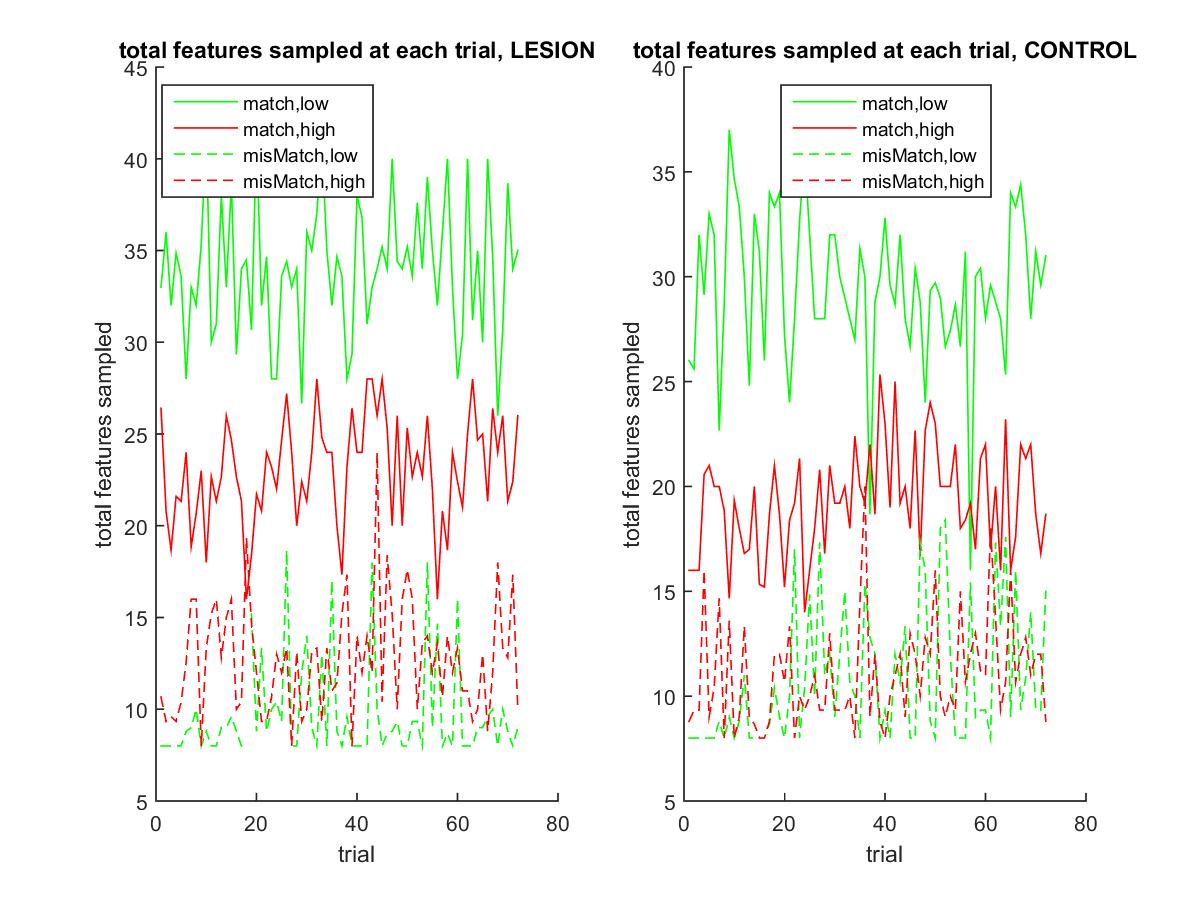 total features sampled at each trial, LESION
45
40
35
30
25
20
15
10
5
0
20
40
60
80
total features sampled
trial
match,low
match,high
misMatch,low
misMatch,high
total features sampled at each trial, CONTROL
40
35
30
25
20
15
10
5
0
20
40
60
80
total features sampled
trial
match,low
match,high
misMatch,low
misMatch,high